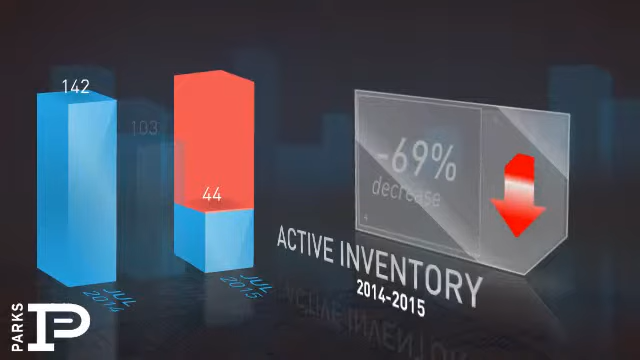 142
103
44
-69%
decrease
JUL
2014
JUL
2015
ACTIVE INVENTORY
2014-2015
PARKS
P